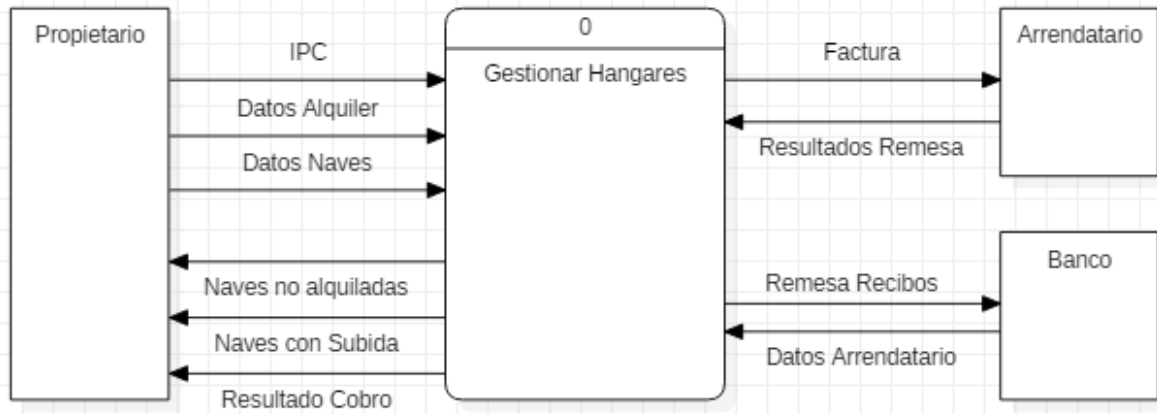 Propietario
IPC
Datos Alquiler
Datos Naves
Naves no alquiladas
Naves con Subida
Resultado Cobro
0
Gestionar Hangares
Factura
Resultados Remesa
Remesa Recibos
Datos Arrendatario
Arrendatario
Banco